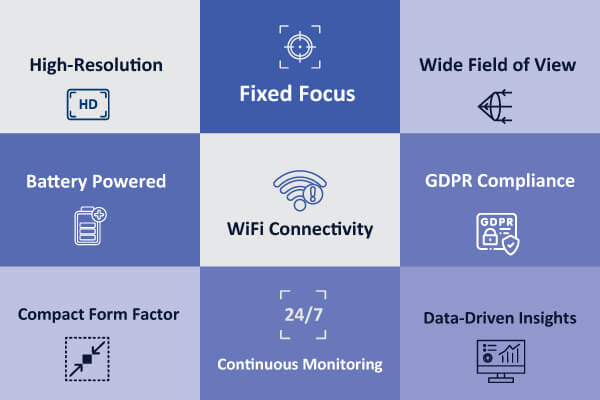 High-Resolution
HD
Fixed Focus
Wide Field of View
Battery Powered
WiFi Connectivity
GDPR Compliance
GDPR
Compact Form Factor
24/7
Continuous Monitoring
Data-Driven Insights